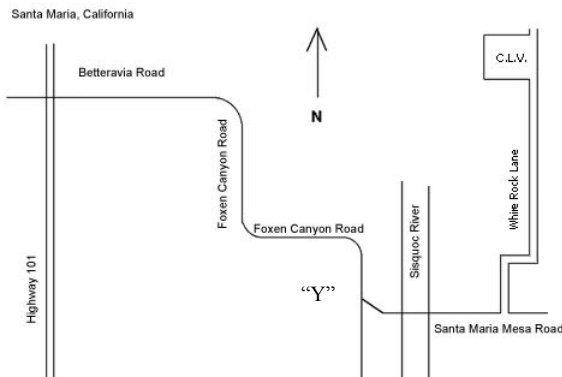 Santa Maria, California
C.L.V.
Betteravia Road
N
Foxen Canyon Road
White Rock Lane
Foxen Canyon Road
Sisquoc River
Highway 101
“Y”
Santa Maria Mesa Road